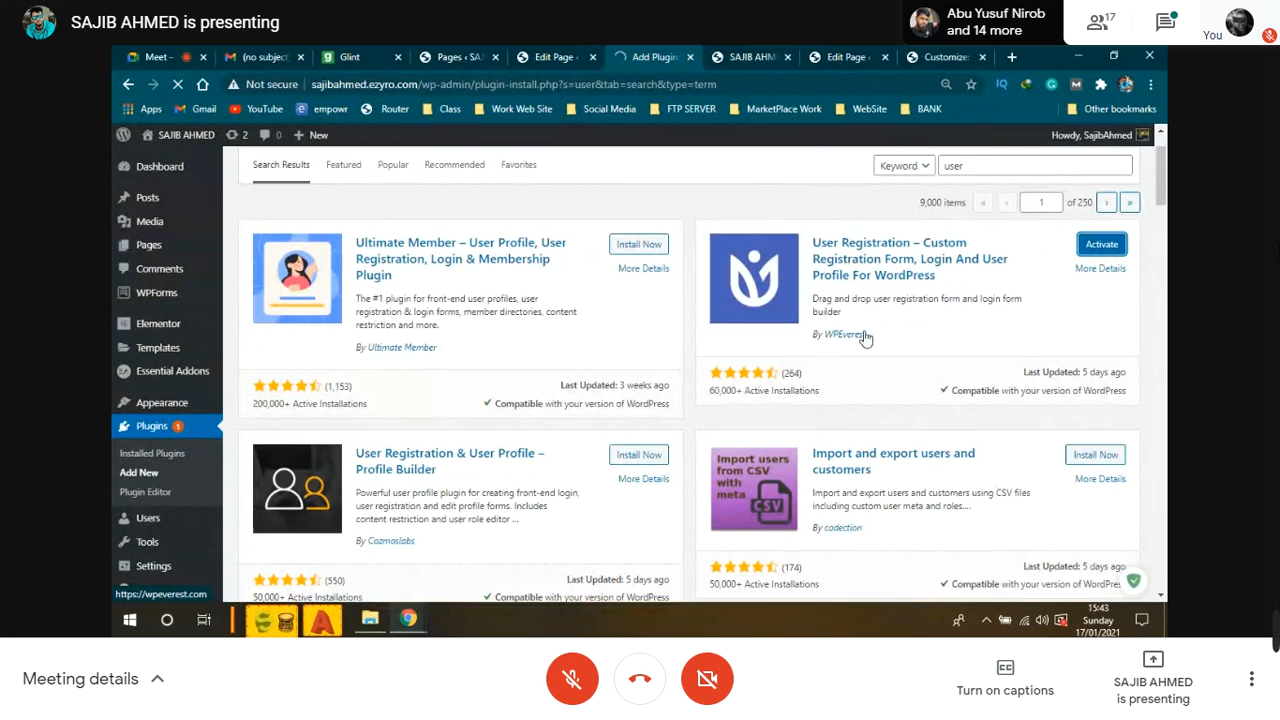 SAJIB AHMED is presenting
Abu Yusuf Nirob
and 14 more
17
You
Meet –
(no subject)
Glint
Pages ‹ SA
Edit Page
Add Plugin
SAJIB AHM
Edit Page
Customize:
Not secure
sajibahmed.ezyro.com/wp-admin/plugin-install.php?s=user&tab=search&type=term
Apps
Gmail
YouTube
empowr
Router
Class
Work Web Site
Social Media
FTP SERVER
MarketPlace Work
WebSite
BANK
Other bookmarks
SAJIB AHMED
2
0
New
Howdy, SajibAhmed
Dashboard
Posts
Media
Pages
Comments
WPForms
Elementor
Templates
Essential Addons
Appearance
Plugins 1
Installed Plugins
Add New
Plugin Editor
Users
Tools
Settings
https://wpeverest.com
Search Results
Featured
Popular
Recommended
Favorites
Keyword
user
9,000 items
« ‹ 1 of 250 › »
Ultimate Member – User Profile, User
Registration, Login & Membership
Plugin
Install Now
More Details
The #1 plugin for front-end user profiles, user
registration & login forms, member directories, content
restriction and more.
By Ultimate Member
(1,153)
Last Updated: 3 weeks ago
200,000+ Active Installations
Compatible with your version of WordPress
User Registration – Custom
Registration Form, Login And User
Profile For WordPress
Activate
More Details
Drag and drop user registration form and login form
builder
By WPEveres
(264)
Last Updated: 5 days ago
60,000+ Active Installations
Compatible with your version of WordPress
User Registration & User Profile –
Profile Builder
Install Now
More Details
Powerful user profile plugin for creating front-end login,
user registration and edit profile forms. Includes
content restriction and user role editor ...
By Cozmoslabs
(550)
Last Updated: 5 days ago
50,000+ Active Installations
Compatible with your version of WordPress
Import users
from CSV
with
meta
CSV
Import and export users and
customers
Install Now
More Details
Import and export users and customers using CSV files
including custom user meta and roles....
By codection
(174)
Last Updated: 5 days ago
50,000+ Active Installations
Compatible with your version of WordPres
15:43
Sunday
17/01/2021
Meeting details
Turn on captions
SAJIB AHMED
is presenting